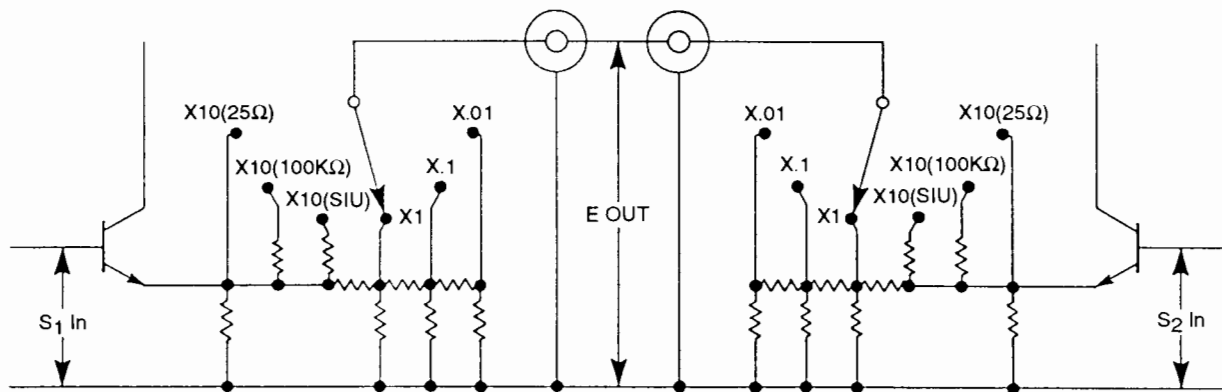 X10(25Ω)
X.01
X.01
X10(25Ω)
X10(100KΩ)
X.1
X.1
X10(100KΩ)
X10(SIU)
X1
E OUT
X1
X10(SIU)
S1 In
S2 In